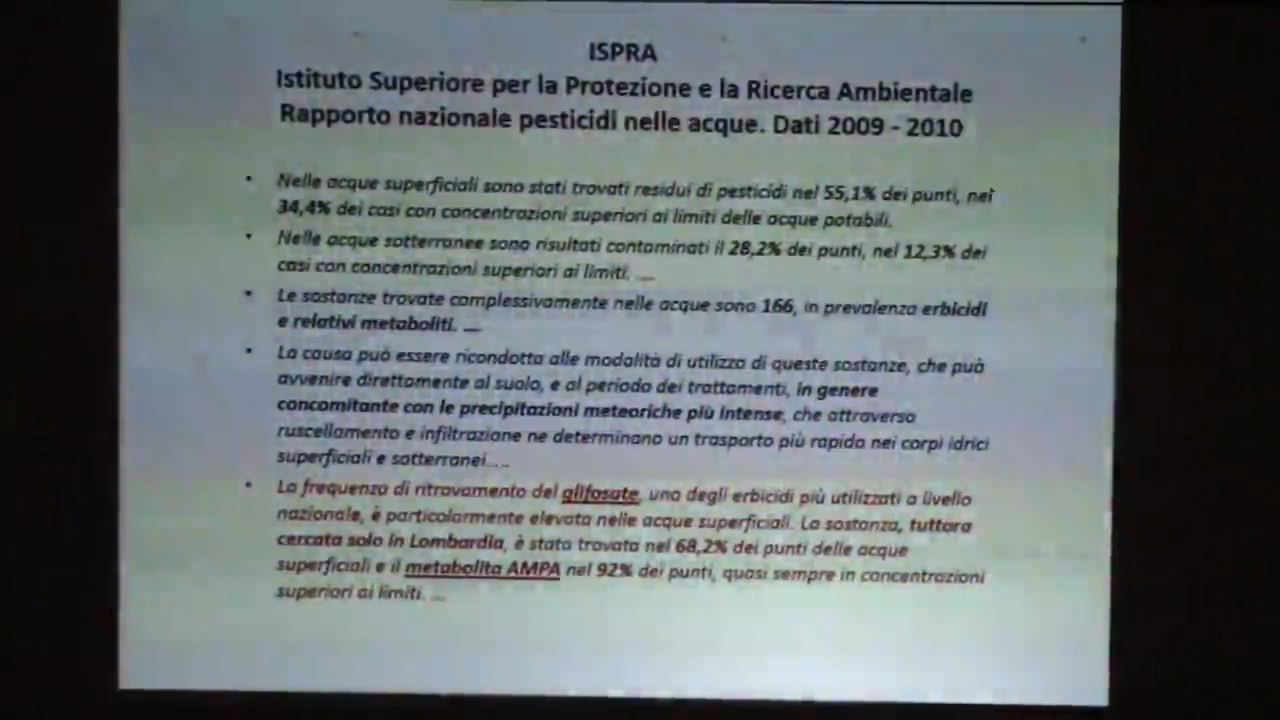 ISPRA
Istituto Superiore per la Protezione e la Ricerca Ambientale
Rapporto nazionale pesticidi nelle acque. Dati 2009 - 2010
• Nelle acque superficiali sono stati trovati residui di pesticidi nel 55,1% dei punti, nel
34,4% dei casi con concentrazioni superiori ai limiti delle acque potabili.
• Nelle acque sotterranee sono risultati contaminati il 28,2% dei punti, nel 12,3% dei
casi con concentrazioni superiori ai limiti. ....
• Le sostanze trovate complessivamente nelle acque sono 166, in prevalenza erbicidi
e relativi metaboliti. ....
• La causa può essere ricondotta alle modalità di utilizzo di queste sostanze, che può
avvenire direttamente al suolo, e al periodo dei trattamenti, in genere
concomitante con le precipitazioni meteoriche più intense, che attraverso
ruscellamento e infiltrazione ne determinano un trasporto più rapido nei corpi idrici
superficiali e sotterranei.....
• La frequenza di ritrovamento del glifosate, uno degli erbicidi più utilizzati a livello
nazionale, è particolarmente elevata nelle acque superficiali. La sostanza, tuttora
cercata solo in Lombardia, è stata trovata nel 68,2% dei punti delle acque
superficiali e il metabolita AMPA nel 92% dei punti, quasi sempre in concentrazioni
superiori ai limiti. ...